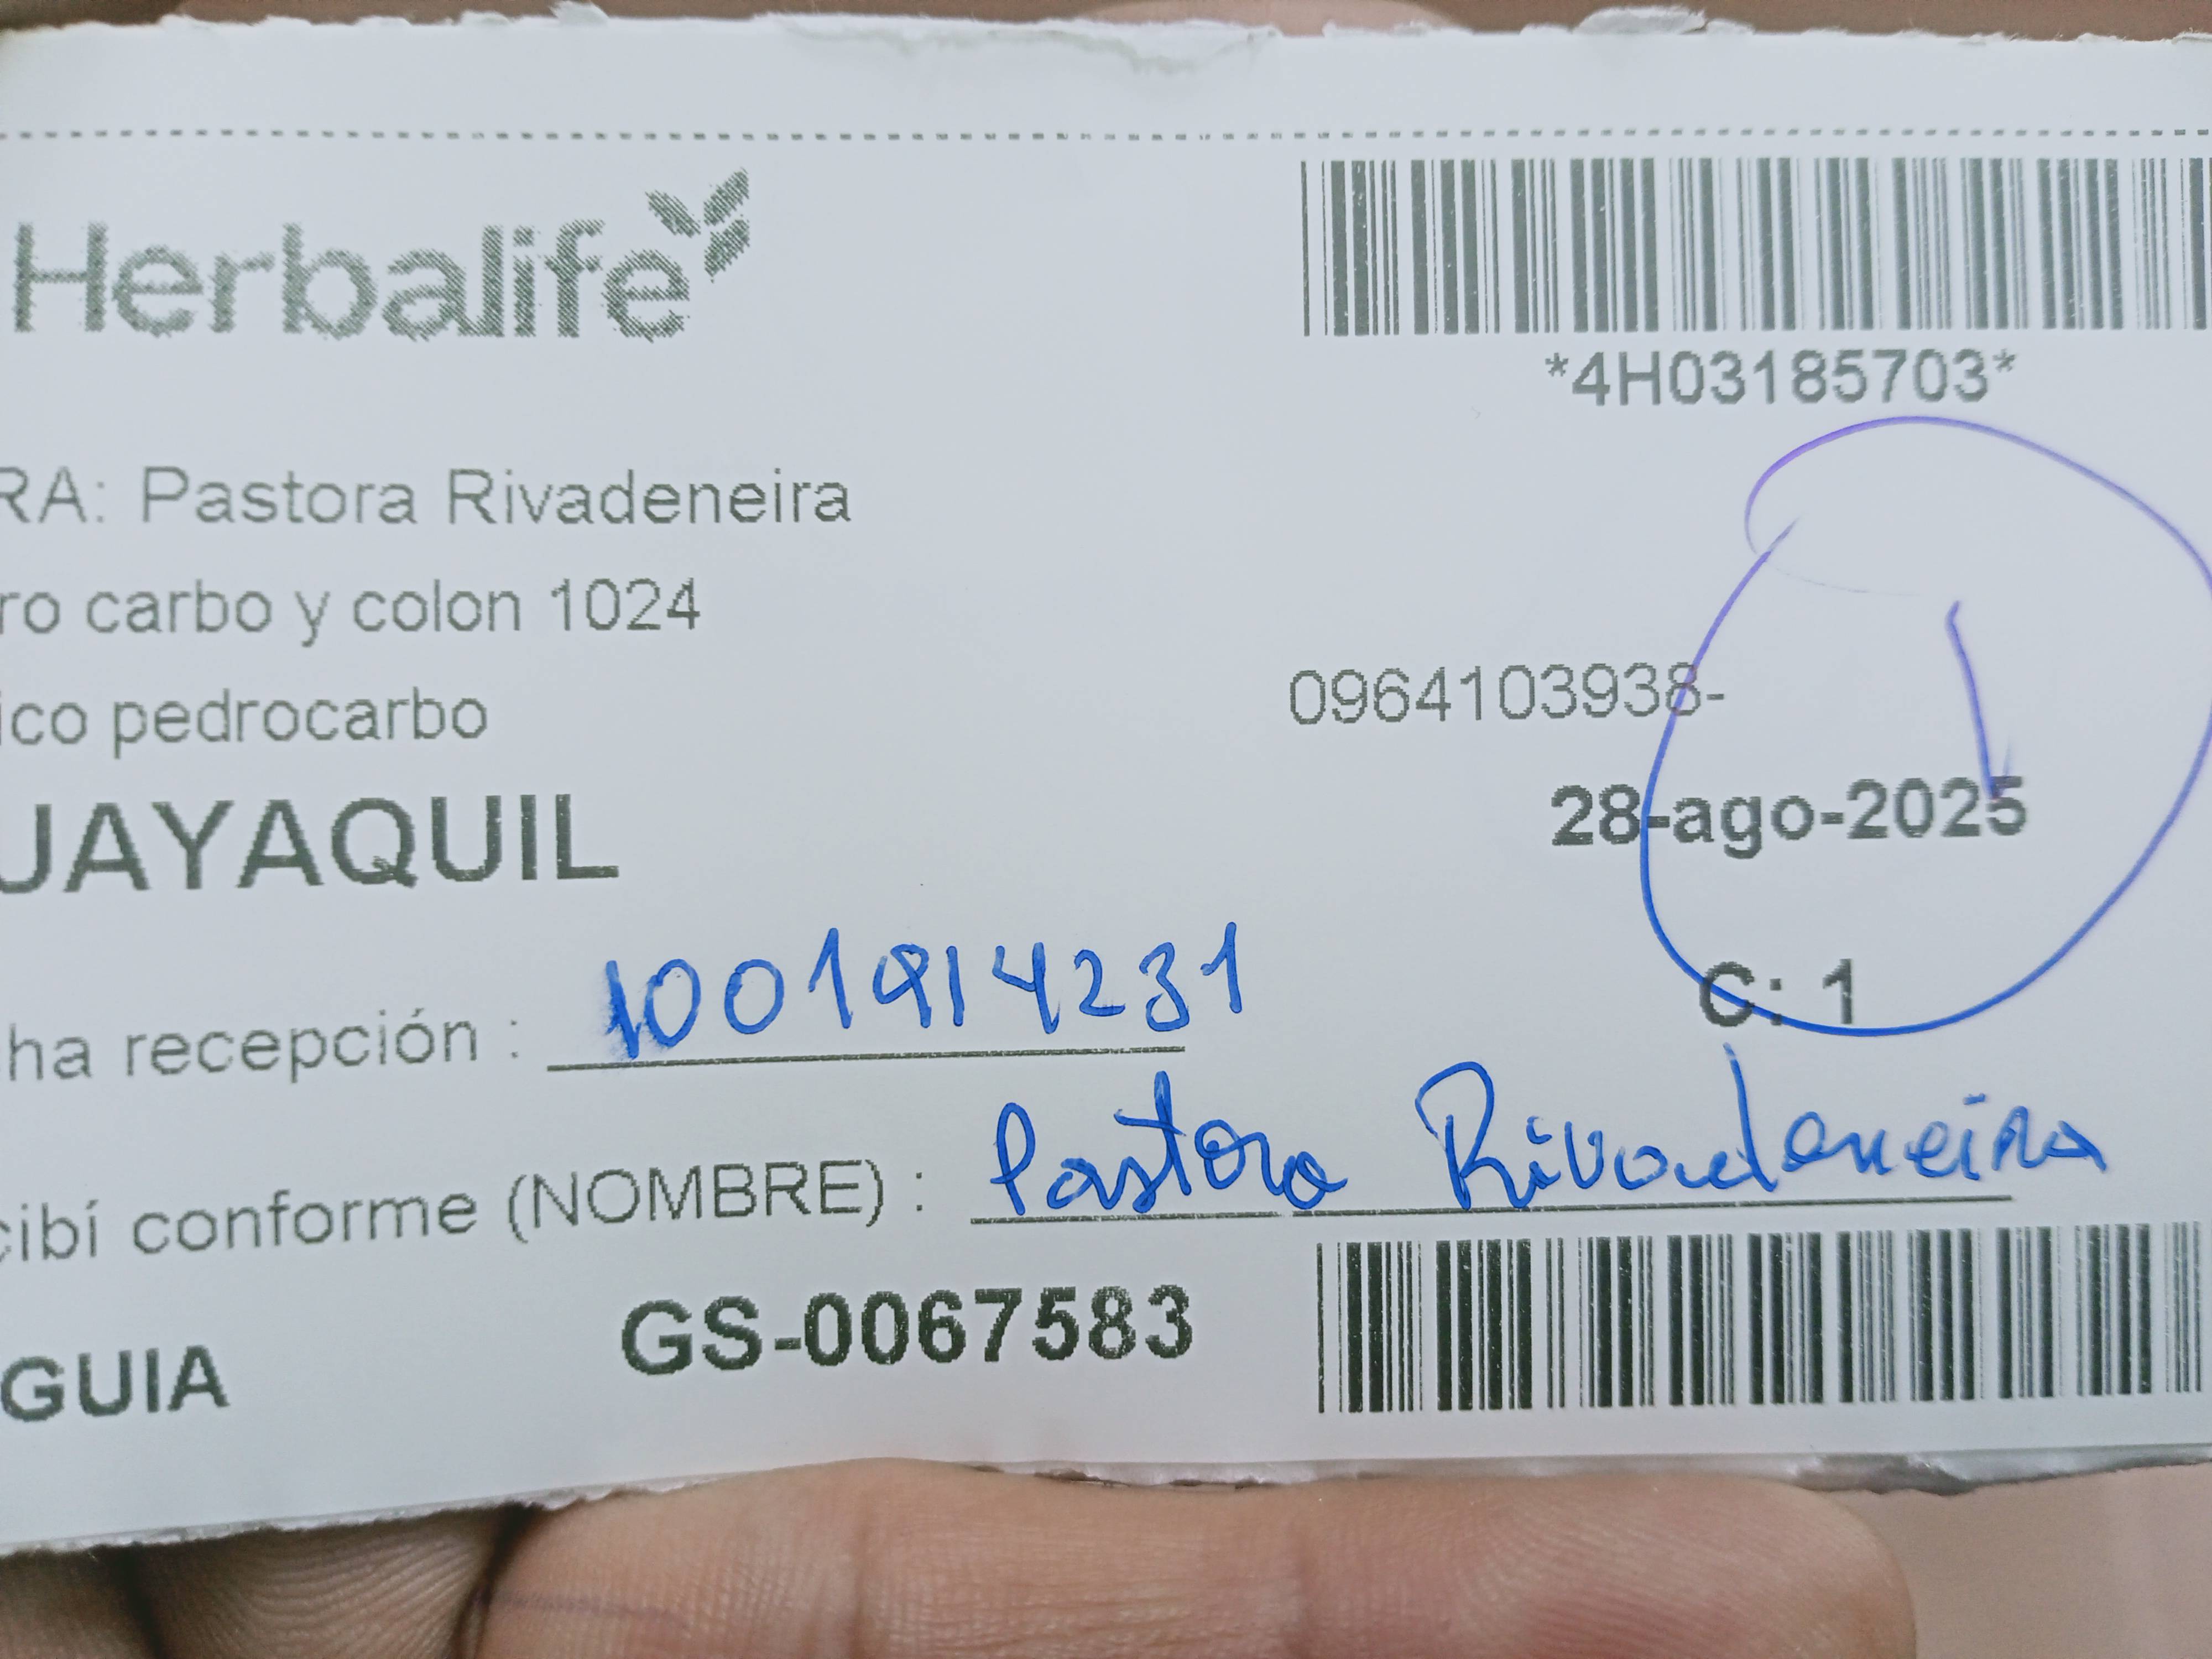 Herbalife
*4H03185703*
RA: Pastora Rivadeneira
ro carbo y colon 1024
ico pedrocarbo
0964103938-
UAYAQUIL
28-ago-2025
1
C: 1
ha recepción : 1001914231
cibí conforme (NOMBRE) : Pastora Rivadeneira
GUIA GS-0067583